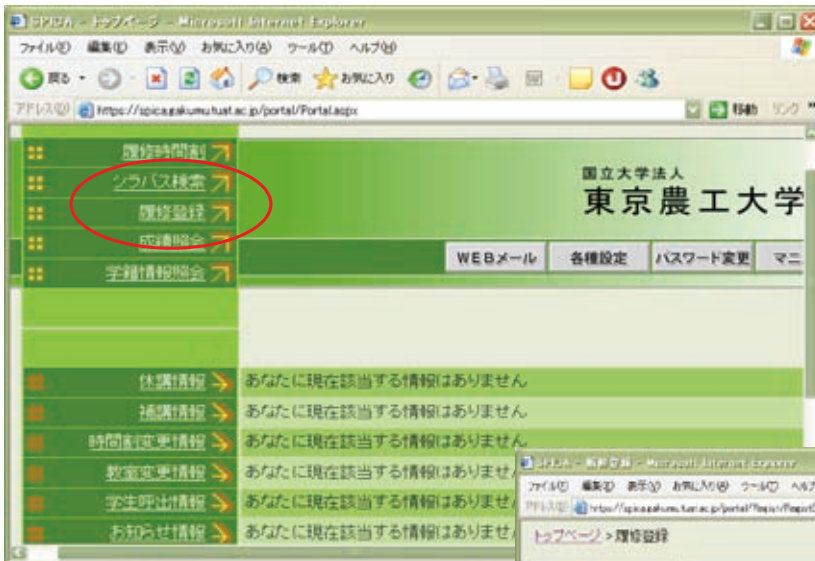 SPICA - トップページ - Microsoft Internet Explorer
ファイル(F) 編集(E) 表示(V) お気に入り(A) ツール(T) ヘルプ(H)
戻る 検索 お気に入り
アドレス(D) https://spica.gakumu.tuat.ac.jp/portal/Portal.aspx 移動 リンク
履修時間割
シラバス検索
履修登録
成績照会
学籍情報照会
国立大学法人
東京農工大学
WEBメール 各種設定 パスワード変更 マニ
休講情報 あなたに現在該当する情報はありません
補講情報 あなたに現在該当する情報はありません
時間割変更情報 あなたに現在該当する情報はありません
教室変更情報 あなたに現在該当する情報はありませ
学生呼出情報 あなたに現在該当する情報はありませ
お知らせ情報 あなたに現在該当する情報はありませ
SPICA - 履修登録 - Microsoft Internet Explorer
ファイル(F) 編集(E) 表示(V) お気に入り(A) ツール(T) ヘル
トップページ > 履修登録